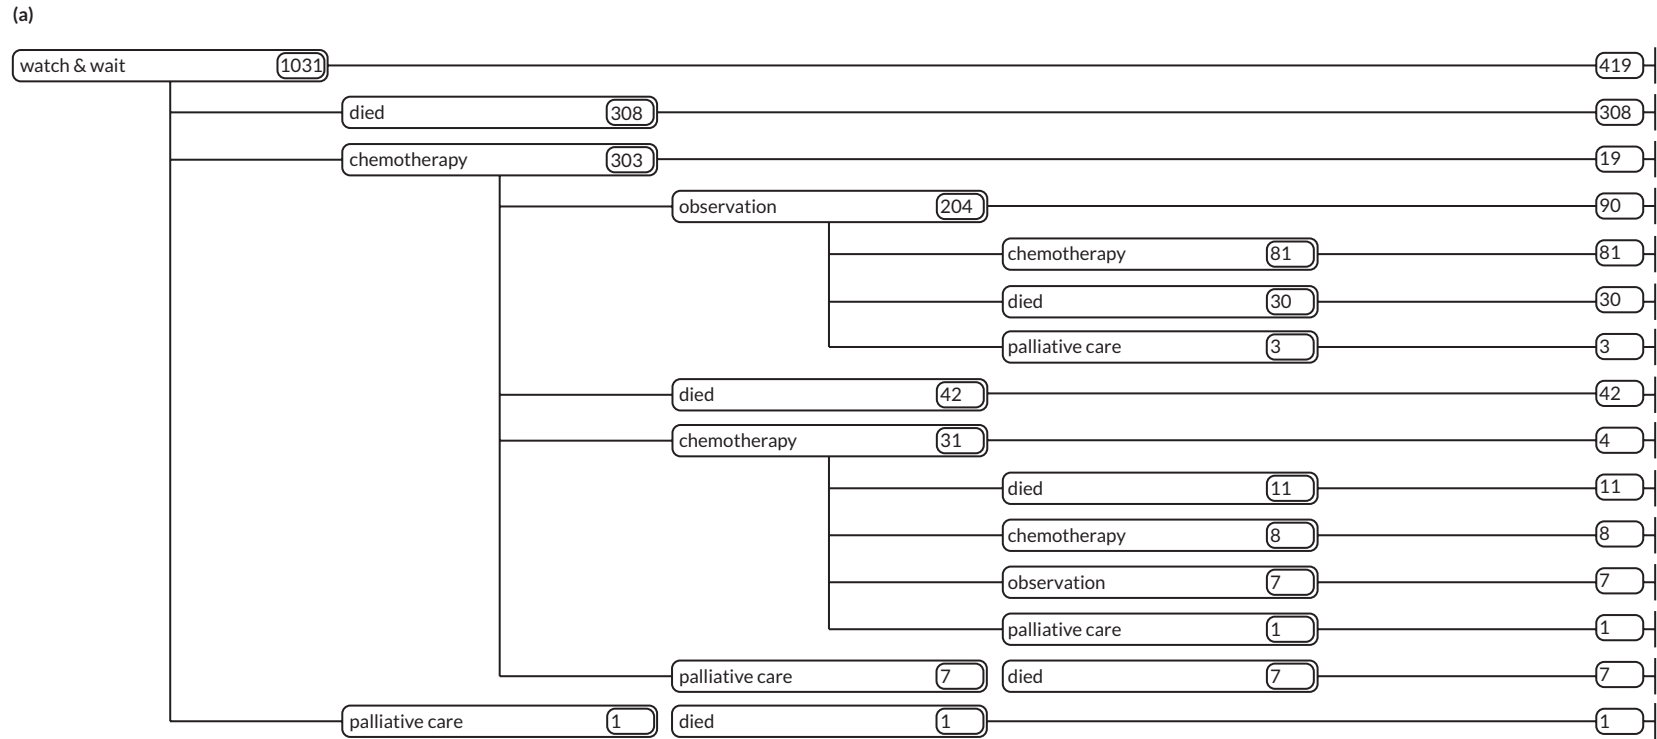 (a)
watch & wait 1031 419
died 308 308
chemotherapy 303 19
observation 204 90
chemotherapy 81 81
died 30 30
palliative care 3 3
died 42 42
chemotherapy 31 4
died 11 11
chemotherapy 8 8
observation 7 7
palliative care 1 1
palliative care 7 died 7 7
palliative care 1 died 1 1